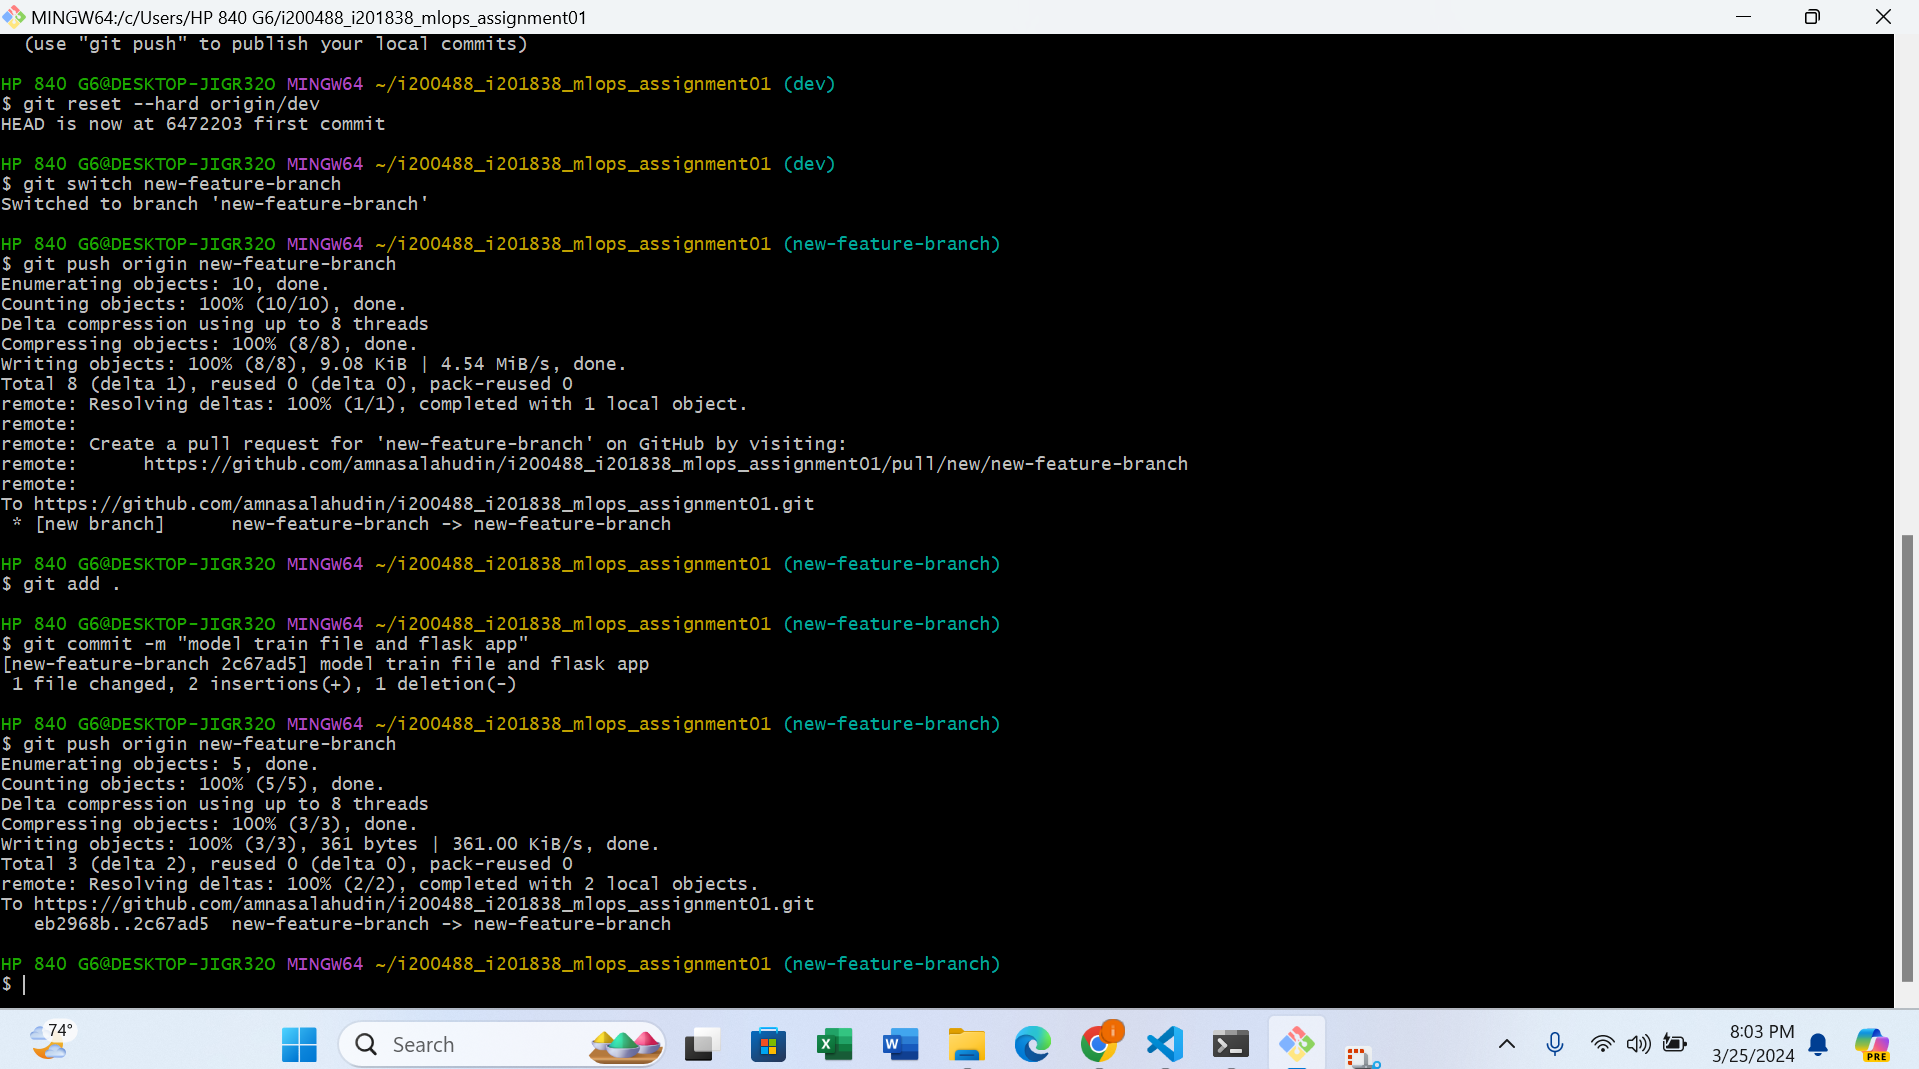 MINGW64:/c/Users/HP 840 G6/i200488_i201838_mlops_assignment01
(use "git push" to publish your local commits)
HP 840 G6@DESKTOP-JIGR32O MINGW64 ~/i200488_i201838_mlops_assignment01 (dev)
$ git reset --hard origin/dev
HEAD is now at 6472203 first commit
HP 840 G6@DESKTOP-JIGR32O MINGW64 ~/i200488_i201838_mlops_assignment01 (dev)
$ git switch new-feature-branch
Switched to branch 'new-feature-branch'
HP 840 G6@DESKTOP-JIGR32O MINGW64 ~/i200488_i201838_mlops_assignment01 (new-feature-branch)
$ git push origin new-feature-branch
Enumerating objects: 10, done.
Counting objects: 100% (10/10), done.
Delta compression using up to 8 threads
Compressing objects: 100% (8/8), done.
Writing objects: 100% (8/8), 9.08 KiB | 4.54 MiB/s, done.
Total 8 (delta 1), reused 0 (delta 0), pack-reused 0
remote: Resolving deltas: 100% (1/1), completed with 1 local object.
remote:
remote: Create a pull request for 'new-feature-branch' on GitHub by visiting:
remote:      https://github.com/amnasalahudin/i200488_i201838_mlops_assignment01/pull/new/new-feature-branch
remote:
To https://github.com/amnasalahudin/i200488_i201838_mlops_assignment01.git
* [new branch]      new-feature-branch -> new-feature-branch
HP 840 G6@DESKTOP-JIGR32O MINGW64 ~/i200488_i201838_mlops_assignment01 (new-feature-branch)
$ git add .
HP 840 G6@DESKTOP-JIGR32O MINGW64 ~/i200488_i201838_mlops_assignment01 (new-feature-branch)
$ git commit -m "model train file and flask app"
[new-feature-branch 2c67ad5] model train file and flask app
1 file changed, 2 insertions(+), 1 deletion(-)
HP 840 G6@DESKTOP-JIGR32O MINGW64 ~/i200488_i201838_mlops_assignment01 (new-feature-branch)
$ git push origin new-feature-branch
Enumerating objects: 5, done.
Counting objects: 100% (5/5), done.
Delta compression using up to 8 threads
Compressing objects: 100% (3/3), done.
Writing objects: 100% (3/3), 361 bytes | 361.00 KiB/s, done.
Total 3 (delta 2), reused 0 (delta 0), pack-reused 0
remote: Resolving deltas: 100% (2/2), completed with 2 local objects.
To https://github.com/amnasalahudin/i200488_i201838_mlops_assignment01.git
eb2968b..2c67ad5  new-feature-branch -> new-feature-branch
HP 840 G6@DESKTOP-JIGR32O MINGW64 ~/i200488_i201838_mlops_assignment01 (new-feature-branch)
$
74°
Search
8:03 PM
3/25/2024
PRE